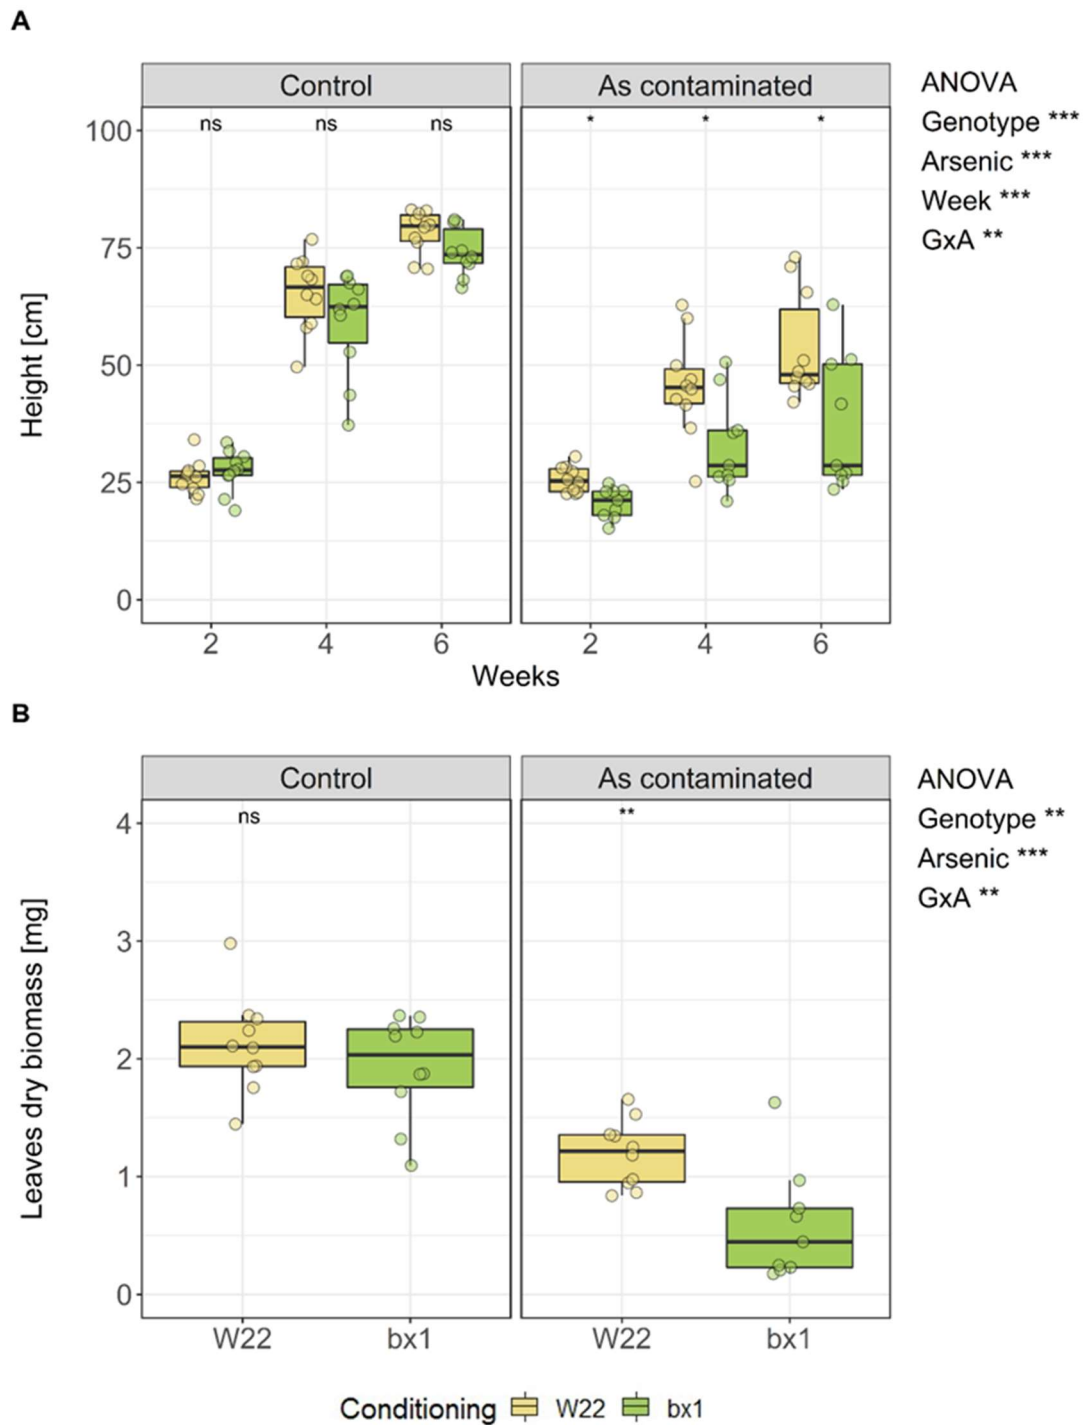 A
Control
As contaminated
ns ns ns * * *
ANOVA
Genotype ***
Arsenic ***
Week ***
GxA **
Height [cm]
100
75
50
25
0
2 4 6 2 4 6
Weeks
B
Control
As contaminated
ns **
ANOVA
Genotype **
Arsenic ***
GxA **
Leaves dry biomass [mg]
4
3
2
1
0
W22 bx1 W22 bx1
Conditioning W22 bx1